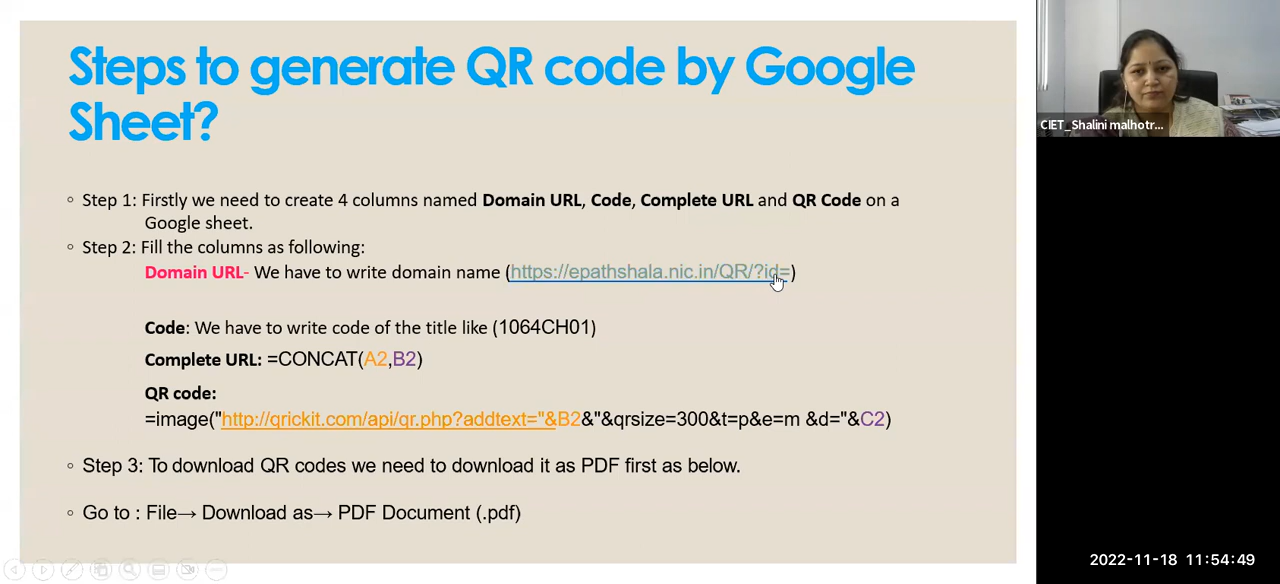 Steps to generate QR code by Google
Sheet?
Step 1: Firstly we need to create 4 columns named Domain URL, Code, Complete URL and QR Code on a
Google sheet.
Step 2: Fill the columns as following:
Domain URL- We have to write domain name (https://epathshala.nic.in/QR/?id=)
Code: We have to write code of the title like (1064CH01)
Complete URL: =CONCAT(A2,B2)
QR code:
=image("http://qrickit.com/api/qr.php?addtext="&B2&"&qrsize=300&t=p&e=m &d="&C2)
Step 3: To download QR codes we need to download it as PDF first as below.
Go to : File→ Download as→ PDF Document (.pdf)
CIET_Shalini malhotr...
2022-11-18 11:54:49